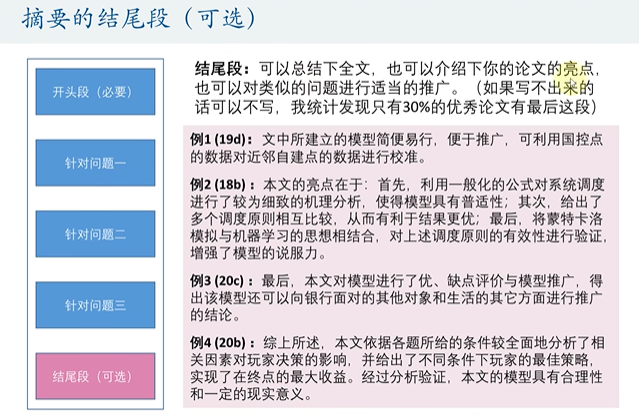 摘要的结尾段（可选）
开头段（必要）
针对问题一
针对问题二
针对问题三
结尾段（可选）
结尾段：可以总结下全文，也可以介绍下你的论文的亮点，
也可以对类似的问题进行适当的推广。（如果写不出来的
话可以不写，我统计发现只有30%的优秀论文有最后这段）
例1 (19d)：文中所建立的模型简便易行，便于推广，可利用国控点
的数据对近邻自建点的数据进行校准。
例2 (18b)：本文的亮点在于：首先，利用一般化的公式对系统调度
进行了较为细致的机理分析，使得模型具有普适性；其次，给出了
多个调度原则相互比较，从而有利于结果更优；最后，将蒙特卡洛
模拟与机器学习的思想相结合，对上述调度原则的有效性进行验证，
增强了模型的说服力。
例3 (20c)：最后，本文对模型进行了优、缺点评价与模型推广，得
出该模型还可以向银行面对的其他对象和生活的其它方面进行推广
的结论。
例4 (20b)：综上所述，本文依据各题所给的条件较全面地分析了相
关因素对玩家决策的影响，并给出了不同条件下玩家的最佳策略，
实现了在终点的最大收益。经过分析验证，本文的模型具有合理性
和一定的现实意义。